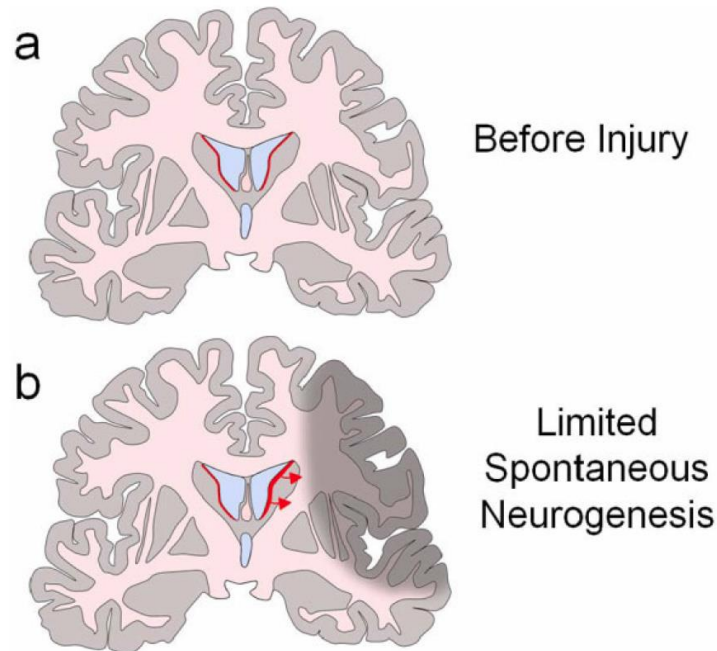 a
Before Injury
b
Limited
Spontaneous
Neurogenesis